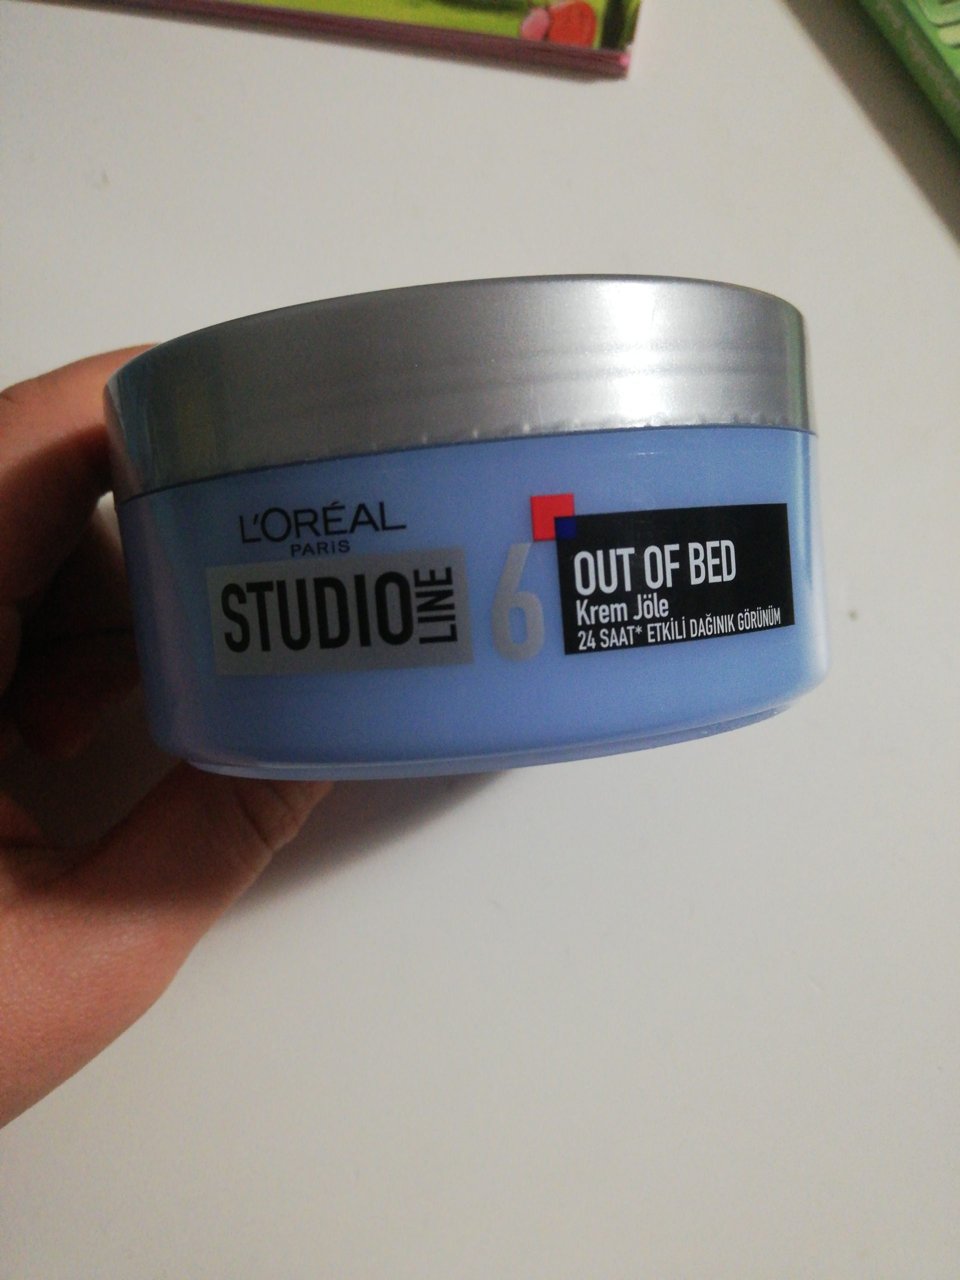 L'ORÉAL
PARIS
STUDIO
LINE
6
OUT OF BED
Krem Jöle
24 SAAT* ETKİLİ DAĞINIK GÖRÜNÜM